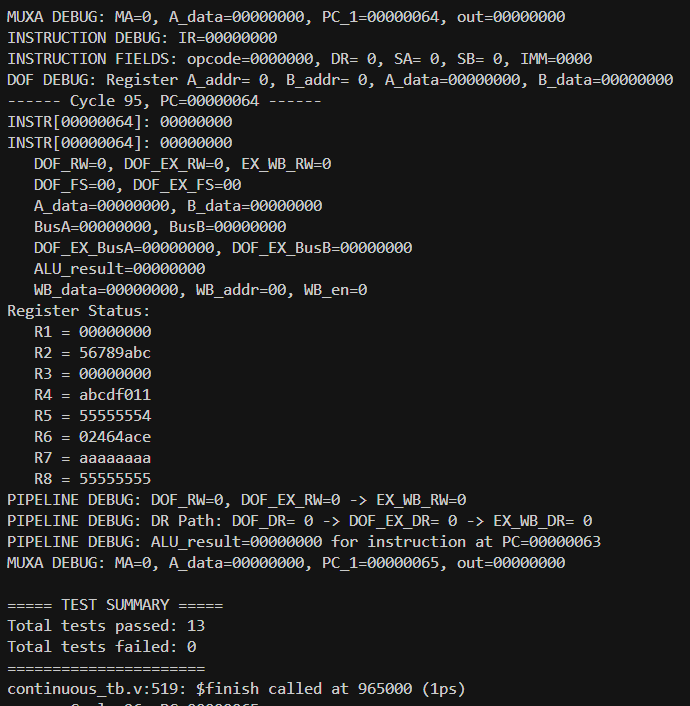 MUXA DEBUG: MA=0, A_data=00000000, PC_1=00000064, out=00000000
INSTRUCTION DEBUG: IR=00000000
INSTRUCTION FIELDS: opcode=0000000, DR= 0, SA= 0, SB= 0, IMM=0000
DOF DEBUG: Register A_addr= 0, B_addr= 0, A_data=00000000, B_data=00000000
------ Cycle 95, PC=00000064 ------
INSTR[00000064]: 00000000
INSTR[00000064]: 00000000
   DOF_RW=0, DOF_EX_RW=0, EX_WB_RW=0
   DOF_FS=00, DOF_EX_FS=00
   A_data=00000000, B_data=00000000
   BusA=00000000, BusB=00000000
   DOF_EX_BusA=00000000, DOF_EX_BusB=00000000
   ALU_result=00000000
   WB_data=00000000, WB_addr=00, WB_en=0
Register Status:
   R1 = 00000000
   R2 = 56789abc
   R3 = 00000000
   R4 = abcdf011
   R5 = 55555554
   R6 = 02464ace
   R7 = aaaaaaaa
   R8 = 55555555
PIPELINE DEBUG: DOF_RW=0, DOF_EX_RW=0 -> EX_WB_RW=0
PIPELINE DEBUG: DR Path: DOF_DR= 0 -> DOF_EX_DR= 0 -> EX_WB_DR= 0
PIPELINE DEBUG: ALU_result=00000000 for instruction at PC=00000063
MUXA DEBUG: MA=0, A_data=00000000, PC_1=00000065, out=00000000

===== TEST SUMMARY =====
Total tests passed: 13
Total tests failed: 0
======================
continuous_tb.v:519: $finish called at 965000 (1ps)